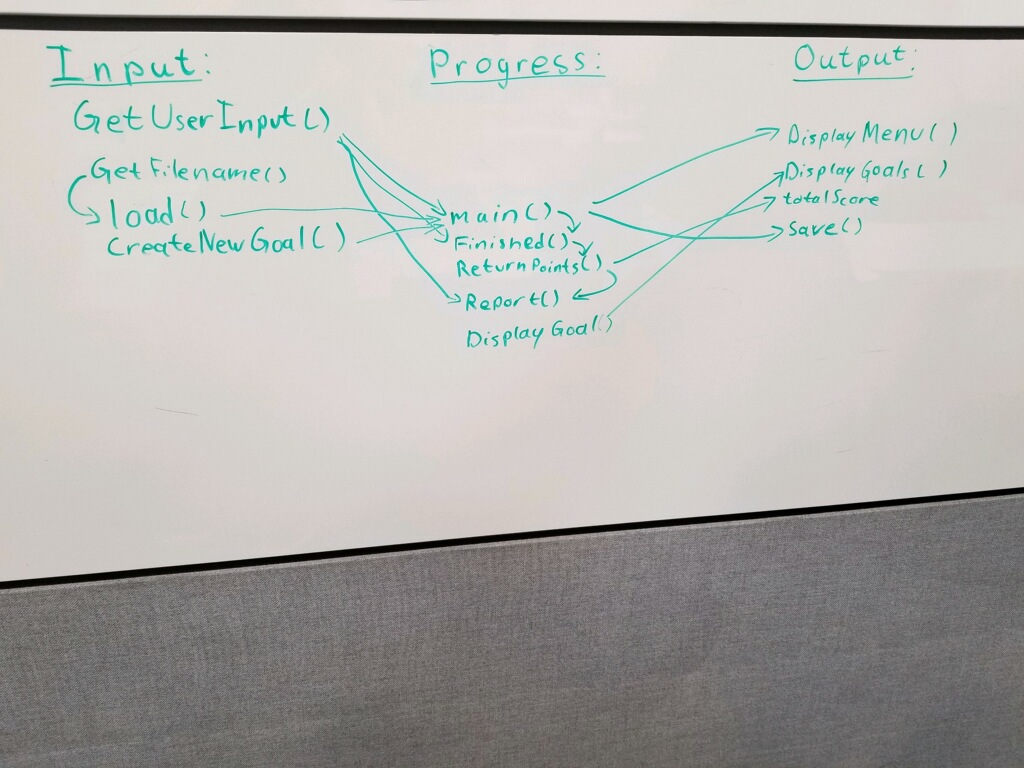 Input:
GetUserInput()
GetFilename()
load()
CreateNewGoal()
Progress:
main()
Finished()
ReturnPoints()
Report()
DisplayGoal()
Output:
DisplayMenu()
DisplayGoals()
totalScore
Save()